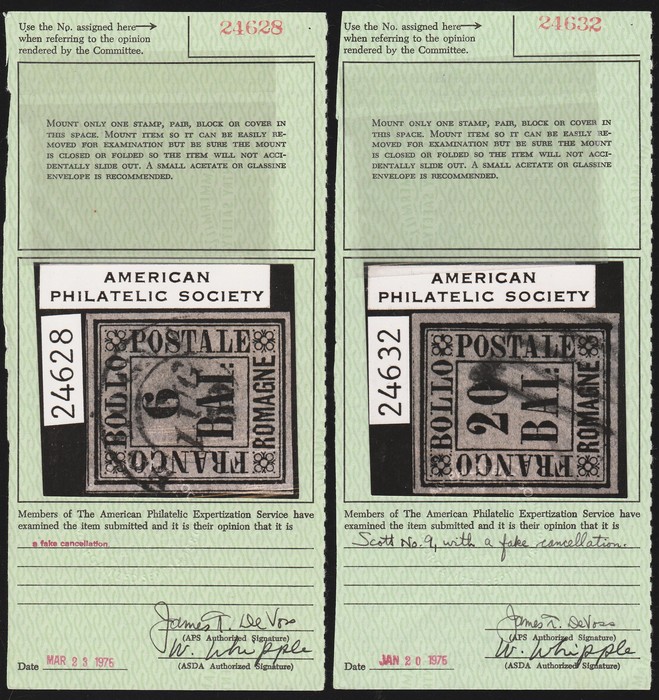 Use the No. assigned here
when referring to the opinion
rendered by the Committee.
24628
MOUNT ONLY ONE STAMP, PAIR, BLOCK OR COVER IN
THIS SPACE. MOUNT ITEM SO IT CAN BE EASILY RE-
MOVED FOR EXAMINATION BUT BE SURE THE MOUNT
IS CLOSED OR FOLDED SO THE ITEM WILL NOT ACCI-
DENTALLY SLIDE OUT. A SMALL ACETATE OR GLASSINE
ENVELOPE IS RECOMMENDED.
AMERICAN
PHILATELIC SOCIETY
24628
BOLLO
POSTALE
6
BAI:
ROMAGNE
FRANCO
Members of The American Philatelic Expertization Service have
examined the item submitted and it is their opinion that it is
a fake cancellation
James T. DeVoss
(APS Authorized Signature)
W. Whipple
Date MAR 23 1976
(ASDA Authorized Signature)
Use the No. assigned here
when referring to the opinion
rendered by the Committee.
24632
MOUNT ONLY ONE STAMP, PAIR, BLOCK OR COVER IN
THIS SPACE. MOUNT ITEM SO IT CAN BE EASILY RE-
MOVED FOR EXAMINATION BUT BE SURE THE MOUNT
IS CLOSED OR FOLDED SO THE ITEM WILL NOT ACCI-
DENTALLY SLIDE OUT. A SMALL ACETATE OR GLASSINE
ENVELOPE IS RECOMMENDED.
AMERICAN
PHILATELIC SOCIETY
24632
BOLLO
POSTALE
20
BAI:
ROMAGNE
FRANCO
Members of The American Philatelic Expertization Service have
examined the item submitted and it is their opinion that it is
Scott No. 9, with a fake cancellation.
James T. DeVoss
(APS Authorized Signature)
W. Whipple
Date JAN 20 1976
(ASDA Authorized Signature)